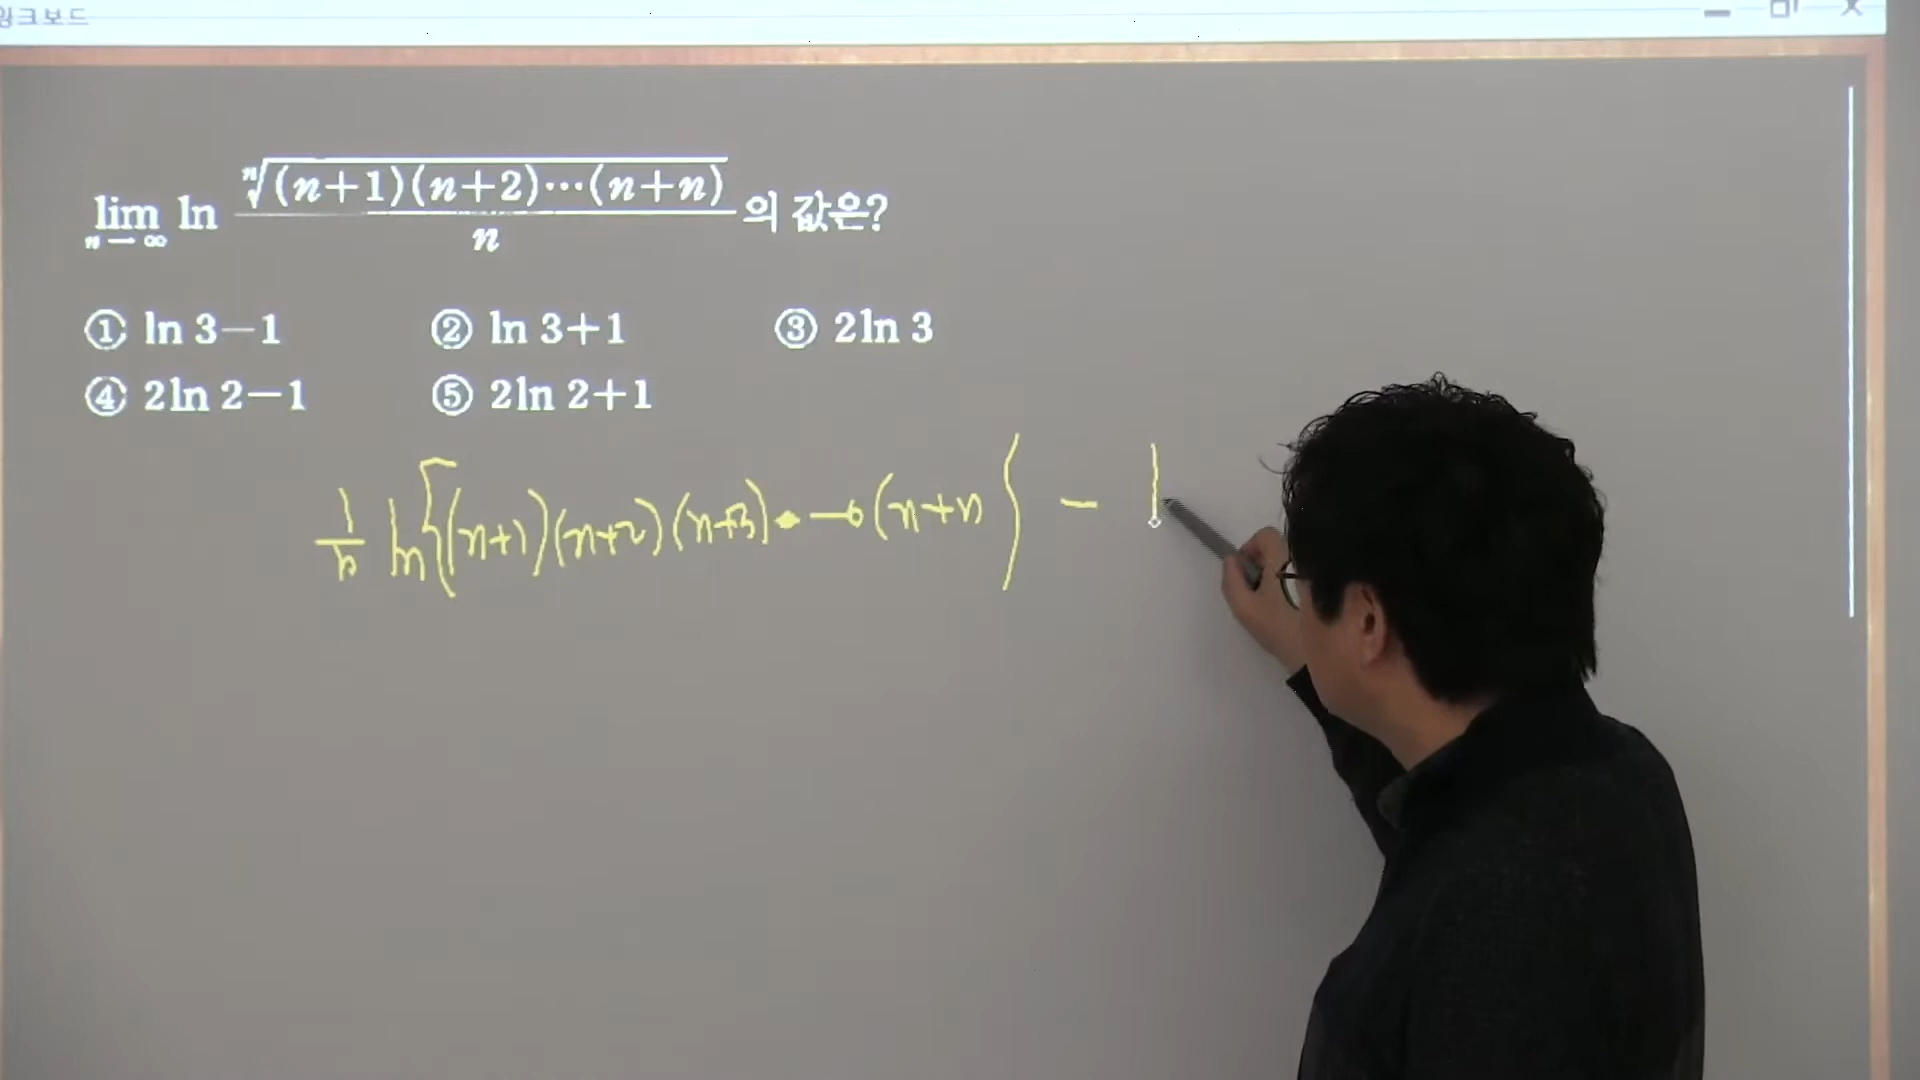 링크보드
lim n→∞ ln ⁿ√(n+1)(n+2)⋯(n+n) / n 의 값은?
① ln 3−1 ② ln 3+1 ③ 2ln 3
④ 2ln 2−1 ⑤ 2ln 2+1
1/n ln{(n+1)(n+2)(n+3)·―·(n+n)} − l